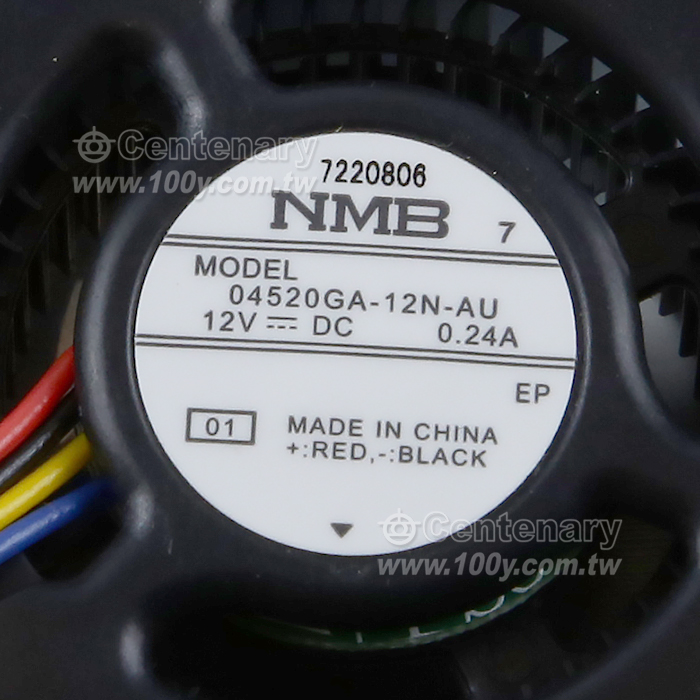 Centenary
www.100y.com.tw
7220806
NMB 7
MODEL
04520GA-12N-AU
12V ⎓ DC 0.24A
EP
01 MADE IN CHINA
+:RED,-:BLACK
Centenary
www.100y.com.tw